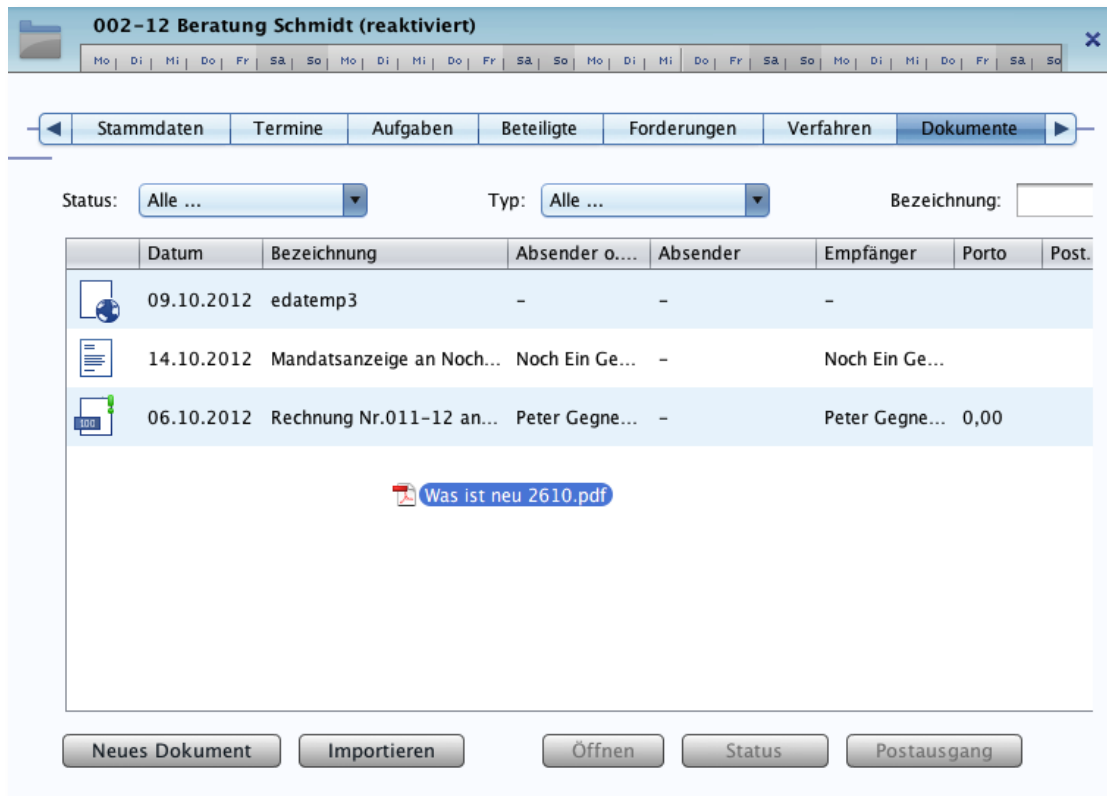 002-12 Beratung Schmidt (reaktiviert)
Mo Di Mi Do Fr Sa So Mo Di Mi Do Fr Sa So Mo Di Mi Do Fr Sa So Mo Di Mi Do Fr Sa So
Stammdaten Termine Aufgaben Beteiligte Forderungen Verfahren Dokumente
Status: Alle ... Typ: Alle ... Bezeichnung:
Datum Bezeichnung Absender o.... Absender Empfänger Porto Post.
09.10.2012 edatemp3 – – –
14.10.2012 Mandatsanzeige an Noch... Noch Ein Ge... – Noch Ein Ge...
100 06.10.2012 Rechnung Nr.011-12 an... Peter Gegne... – Peter Gegne... 0,00
Was ist neu 2610.pdf
Neues Dokument Importieren Öffnen Status Postausgang